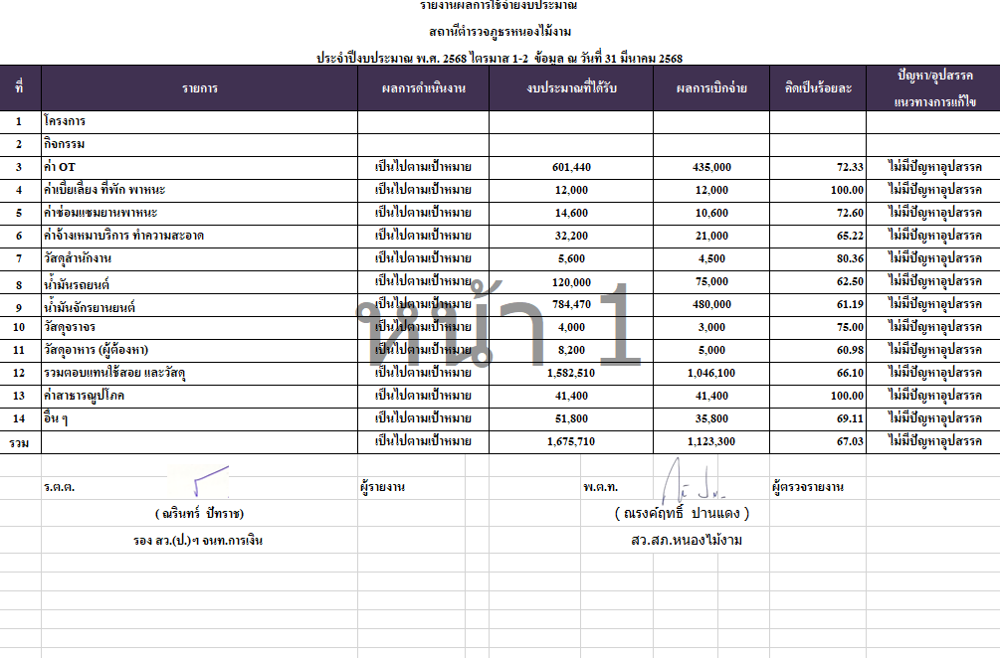 รายงานผลการใช้จ่ายงบประมาณ
สถานีตำรวจภูธรหนองไม้งาม
ประจำปีงบประมาณ พ.ศ. 2568 ไตรมาส 1-2 ข้อมูล ณ วันที่ 31 มีนาคม 2568
ที่ รายการ ผลการดำเนินงาน งบประมาณที่ได้รับ ผลการเบิกจ่าย คิดเป็นร้อยละ ปัญหา/อุปสรรค แนวทางการแก้ไข
1 โครงการ
2 กิจกรรม
3 ค่า OT เป็นไปตามเป้าหมาย 601,440 435,000 72.33 ไม่มีปัญหาอุปสรรค
4 ค่าเบี้ยเลี้ยง ที่พัก พาหนะ เป็นไปตามเป้าหมาย 12,000 12,000 100.00 ไม่มีปัญหาอุปสรรค
5 ค่าซ่อมแซมยานพาหนะ เป็นไปตามเป้าหมาย 14,600 10,600 72.60 ไม่มีปัญหาอุปสรรค
6 ค่าจ้างเหมาบริการ ทำความสะอาด เป็นไปตามเป้าหมาย 32,200 21,000 65.22 ไม่มีปัญหาอุปสรรค
7 วัสดุสำนักงาน เป็นไปตามเป้าหมาย 5,600 4,500 80.36 ไม่มีปัญหาอุปสรรค
8 น้ำมันรถยนต์ เป็นไปตามเป้าหมาย 120,000 75,000 62.50 ไม่มีปัญหาอุปสรรค
9 น้ำมันจักรยานยนต์ เป็นไปตามเป้าหมาย 784,470 480,000 61.19 ไม่มีปัญหาอุปสรรค
10 วัสดุจราจร เป็นไปตามเป้าหมาย 4,000 3,000 75.00 ไม่มีปัญหาอุปสรรค
11 วัสดุอาหาร (ผู้ต้องหา) เป็นไปตามเป้าหมาย 8,200 5,000 60.98 ไม่มีปัญหาอุปสรรค
12 รวมตอบแทนใช้สอย และวัสดุ เป็นไปตามเป้าหมาย 1,582,510 1,046,100 66.10 ไม่มีปัญหาอุปสรรค
13 ค่าสาธารณูปโภค เป็นไปตามเป้าหมาย 41,400 41,400 100.00 ไม่มีปัญหาอุปสรรค
14 อื่น ๆ เป็นไปตามเป้าหมาย 51,800 35,800 69.11 ไม่มีปัญหาอุปสรรค
รวม เป็นไปตามเป้าหมาย 1,675,710 1,123,300 67.03 ไม่มีปัญหาอุปสรรค
หน้า 1
ร.ต.ต. ผู้รายงาน พ.ต.ท. ผู้ตรวจรายงาน
( ณรินทร์ ปัทราช) ( ณรงค์ฤทธิ์ ปานแดง )
รอง สว.(ป.)ฯ จนท.การเงิน สว.สภ.หนองไม้งาม